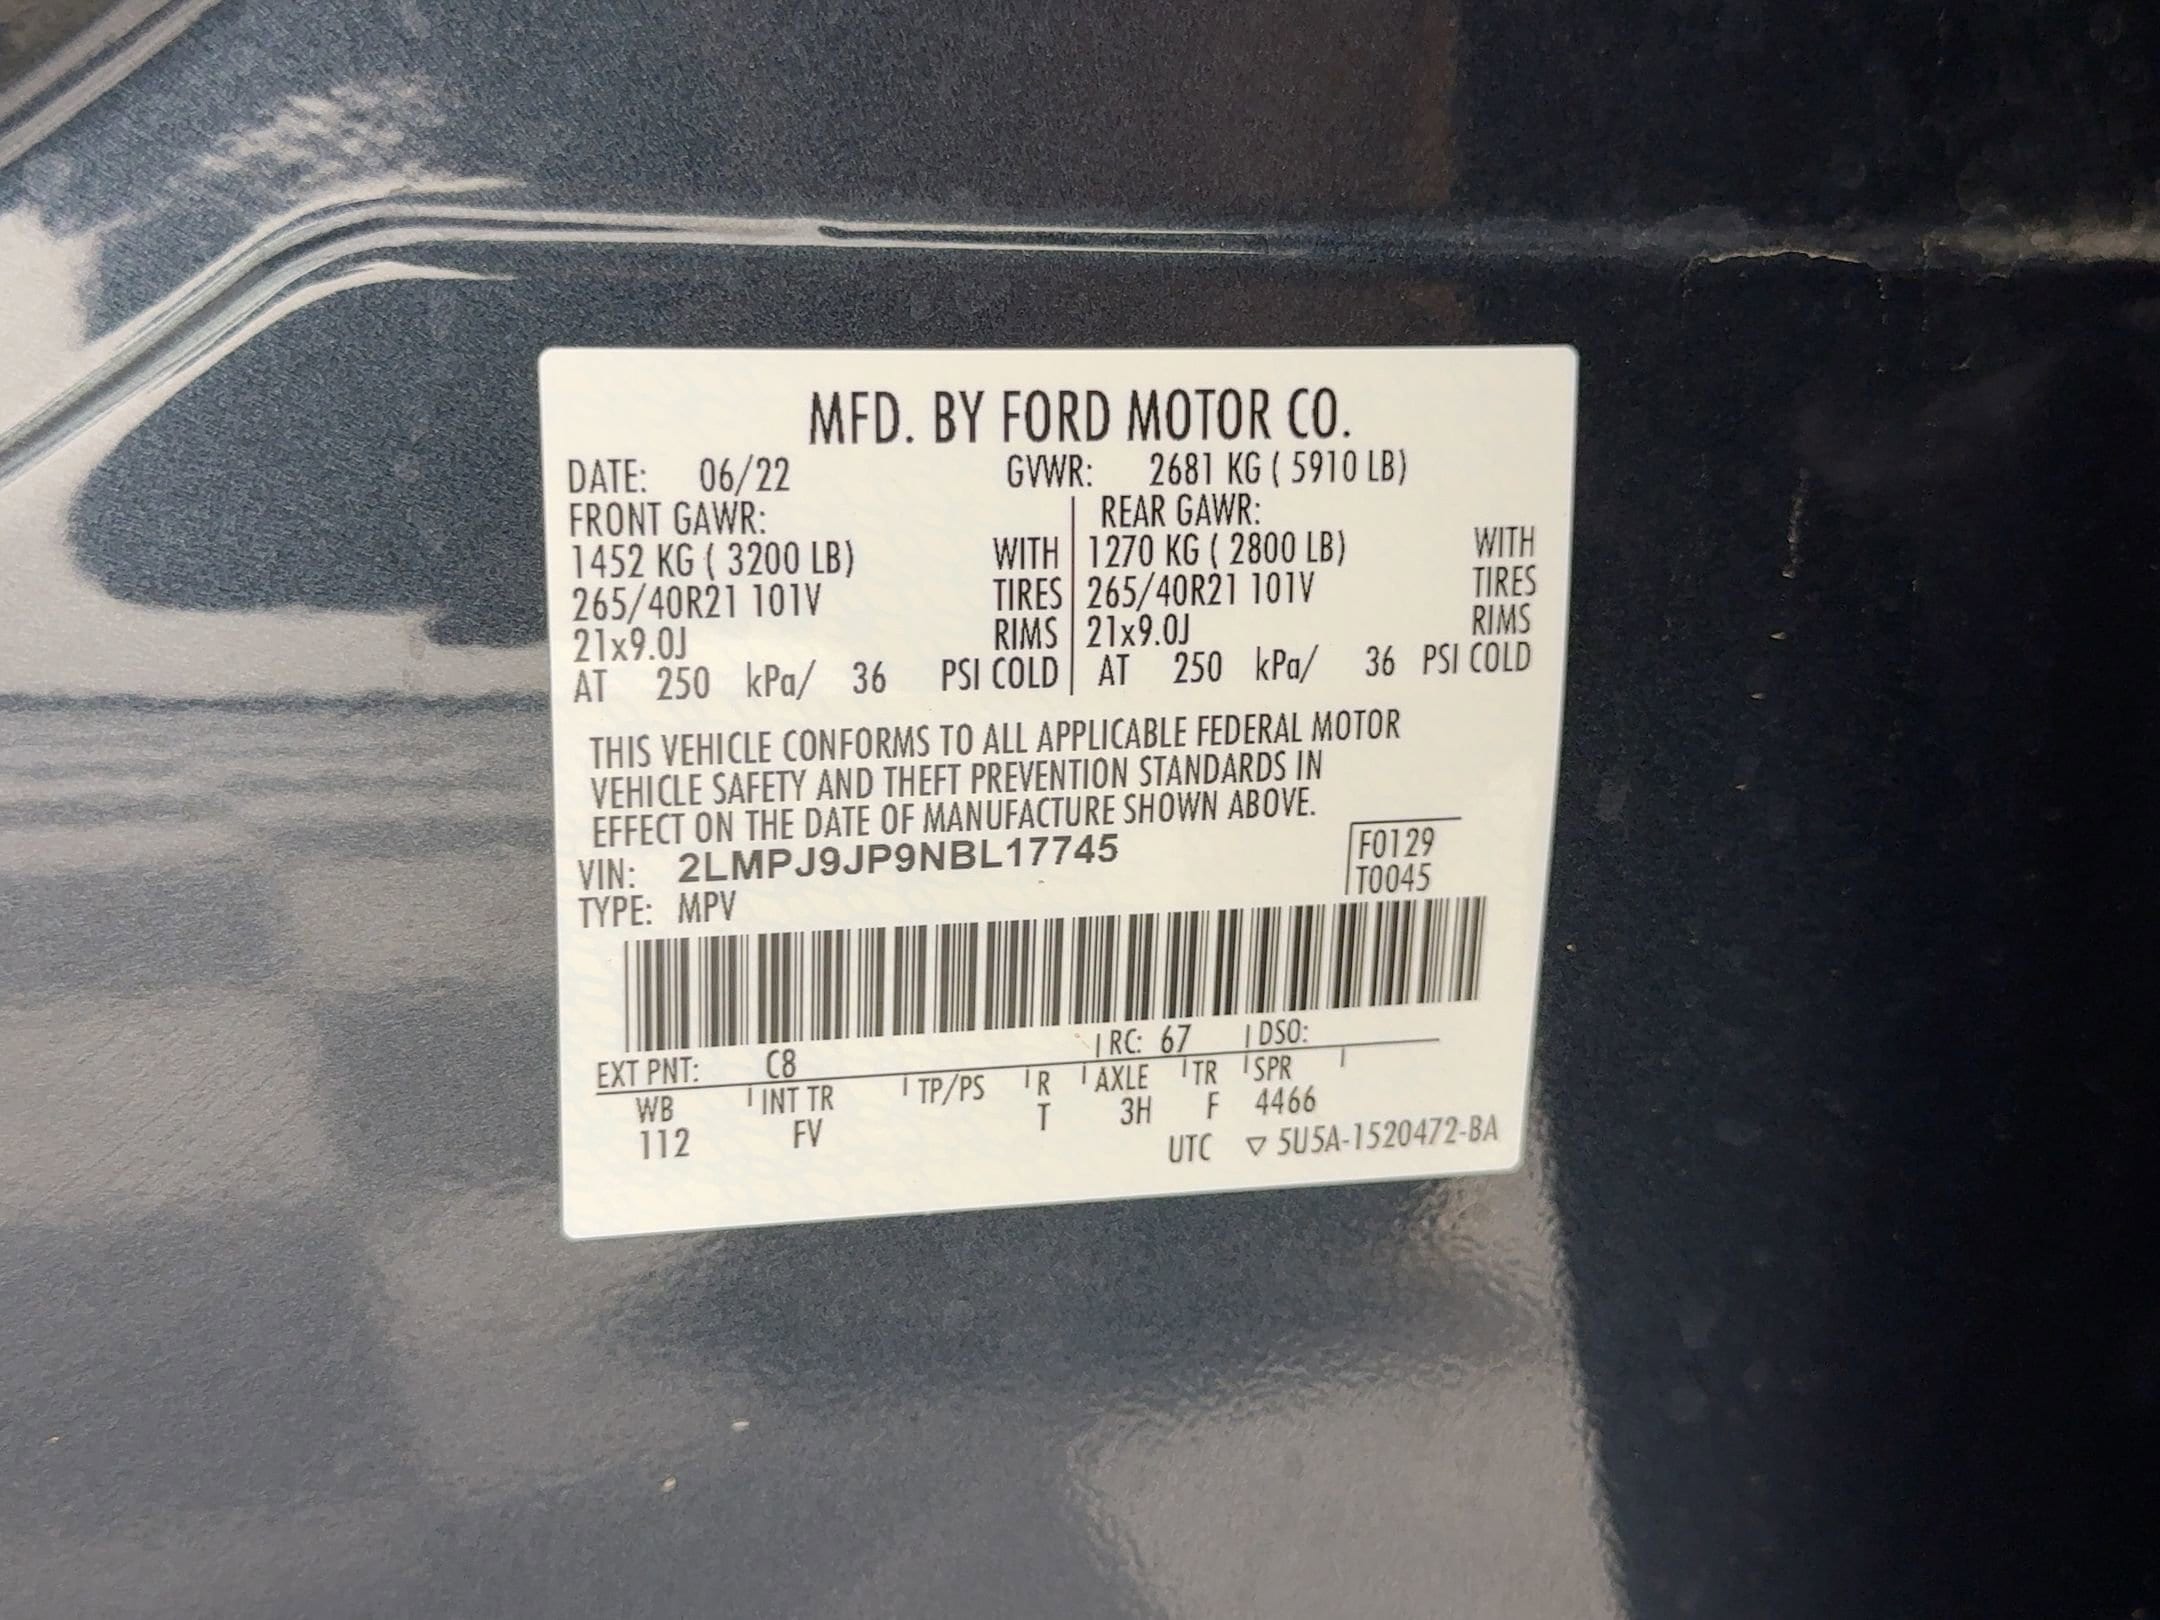 MFD. BY FORD MOTOR CO.
DATE: 06/22 GVWR: 2681 KG ( 5910 LB)
FRONT GAWR: REAR GAWR:
1452 KG ( 3200 LB) WITH 1270 KG ( 2800 LB) WITH
265/40R21 101V TIRES 265/40R21 101V TIRES
21x9.0J RIMS 21x9.0J RIMS
AT 250 kPa/ 36 PSI COLD AT 250 kPa/ 36 PSI COLD
THIS VEHICLE CONFORMS TO ALL APPLICABLE FEDERAL MOTOR
VEHICLE SAFETY AND THEFT PREVENTION STANDARDS IN
EFFECT ON THE DATE OF MANUFACTURE SHOWN ABOVE.
VIN: 2LMPJ9JP9NBL17745 F0129
TYPE: MPV T0045
EXT PNT: C8 RC: 67 DSO:
WB INT TR TP/PS R AXLE TR SPR
112 FV T 3H F 4466
UTC ▽ 5U5A-1520472-BA